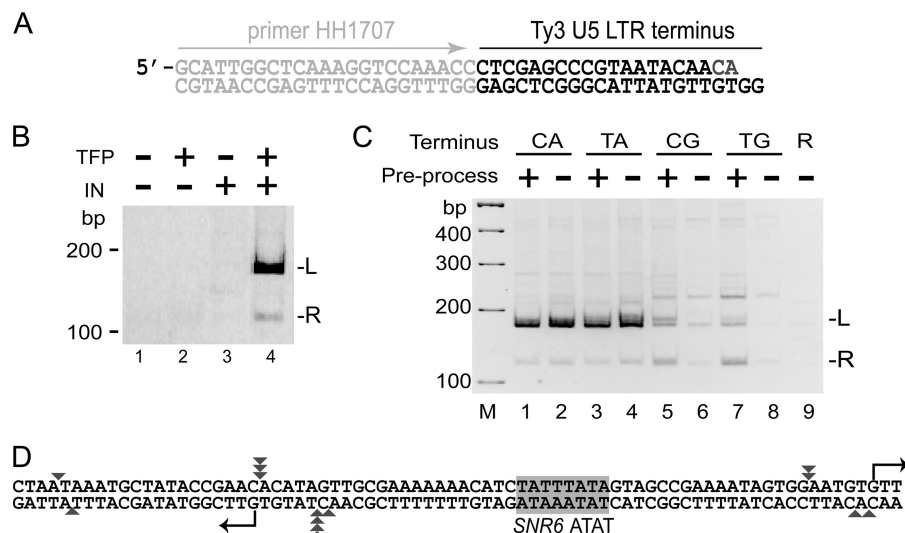 A
primer HH1707 Ty3 U5 LTR terminus
5′ - GCATTGGCTCAAAGGTCCAAACCCTCGAGCCCGTAATACAACA
CGTAACCGAGTTTCCAGGTTTGGGAGCTCGGGCATTATGTTGTGG
B
TFP - + - +
IN - - + +
bp
200
100
-L
-R
1 2 3 4
C
Terminus CA TA CG TG R
Pre-process + - + - + - + - -
bp
400
300
200
100
-L
-R
M 1 2 3 4 5 6 7 8 9
D
CTAATAAATGCTATACCGAACACATAGTTGCGAAAAAAACATCTATTTATAGTAGCCGAAAATAGTGGAATGTGTT
GATTATTTACGATATGGCTTGTGTATCAACGCTTTTTTTGTAGATAAATATCATCGGCTTTTATCACCTTACACAA
SNR6 ATAT